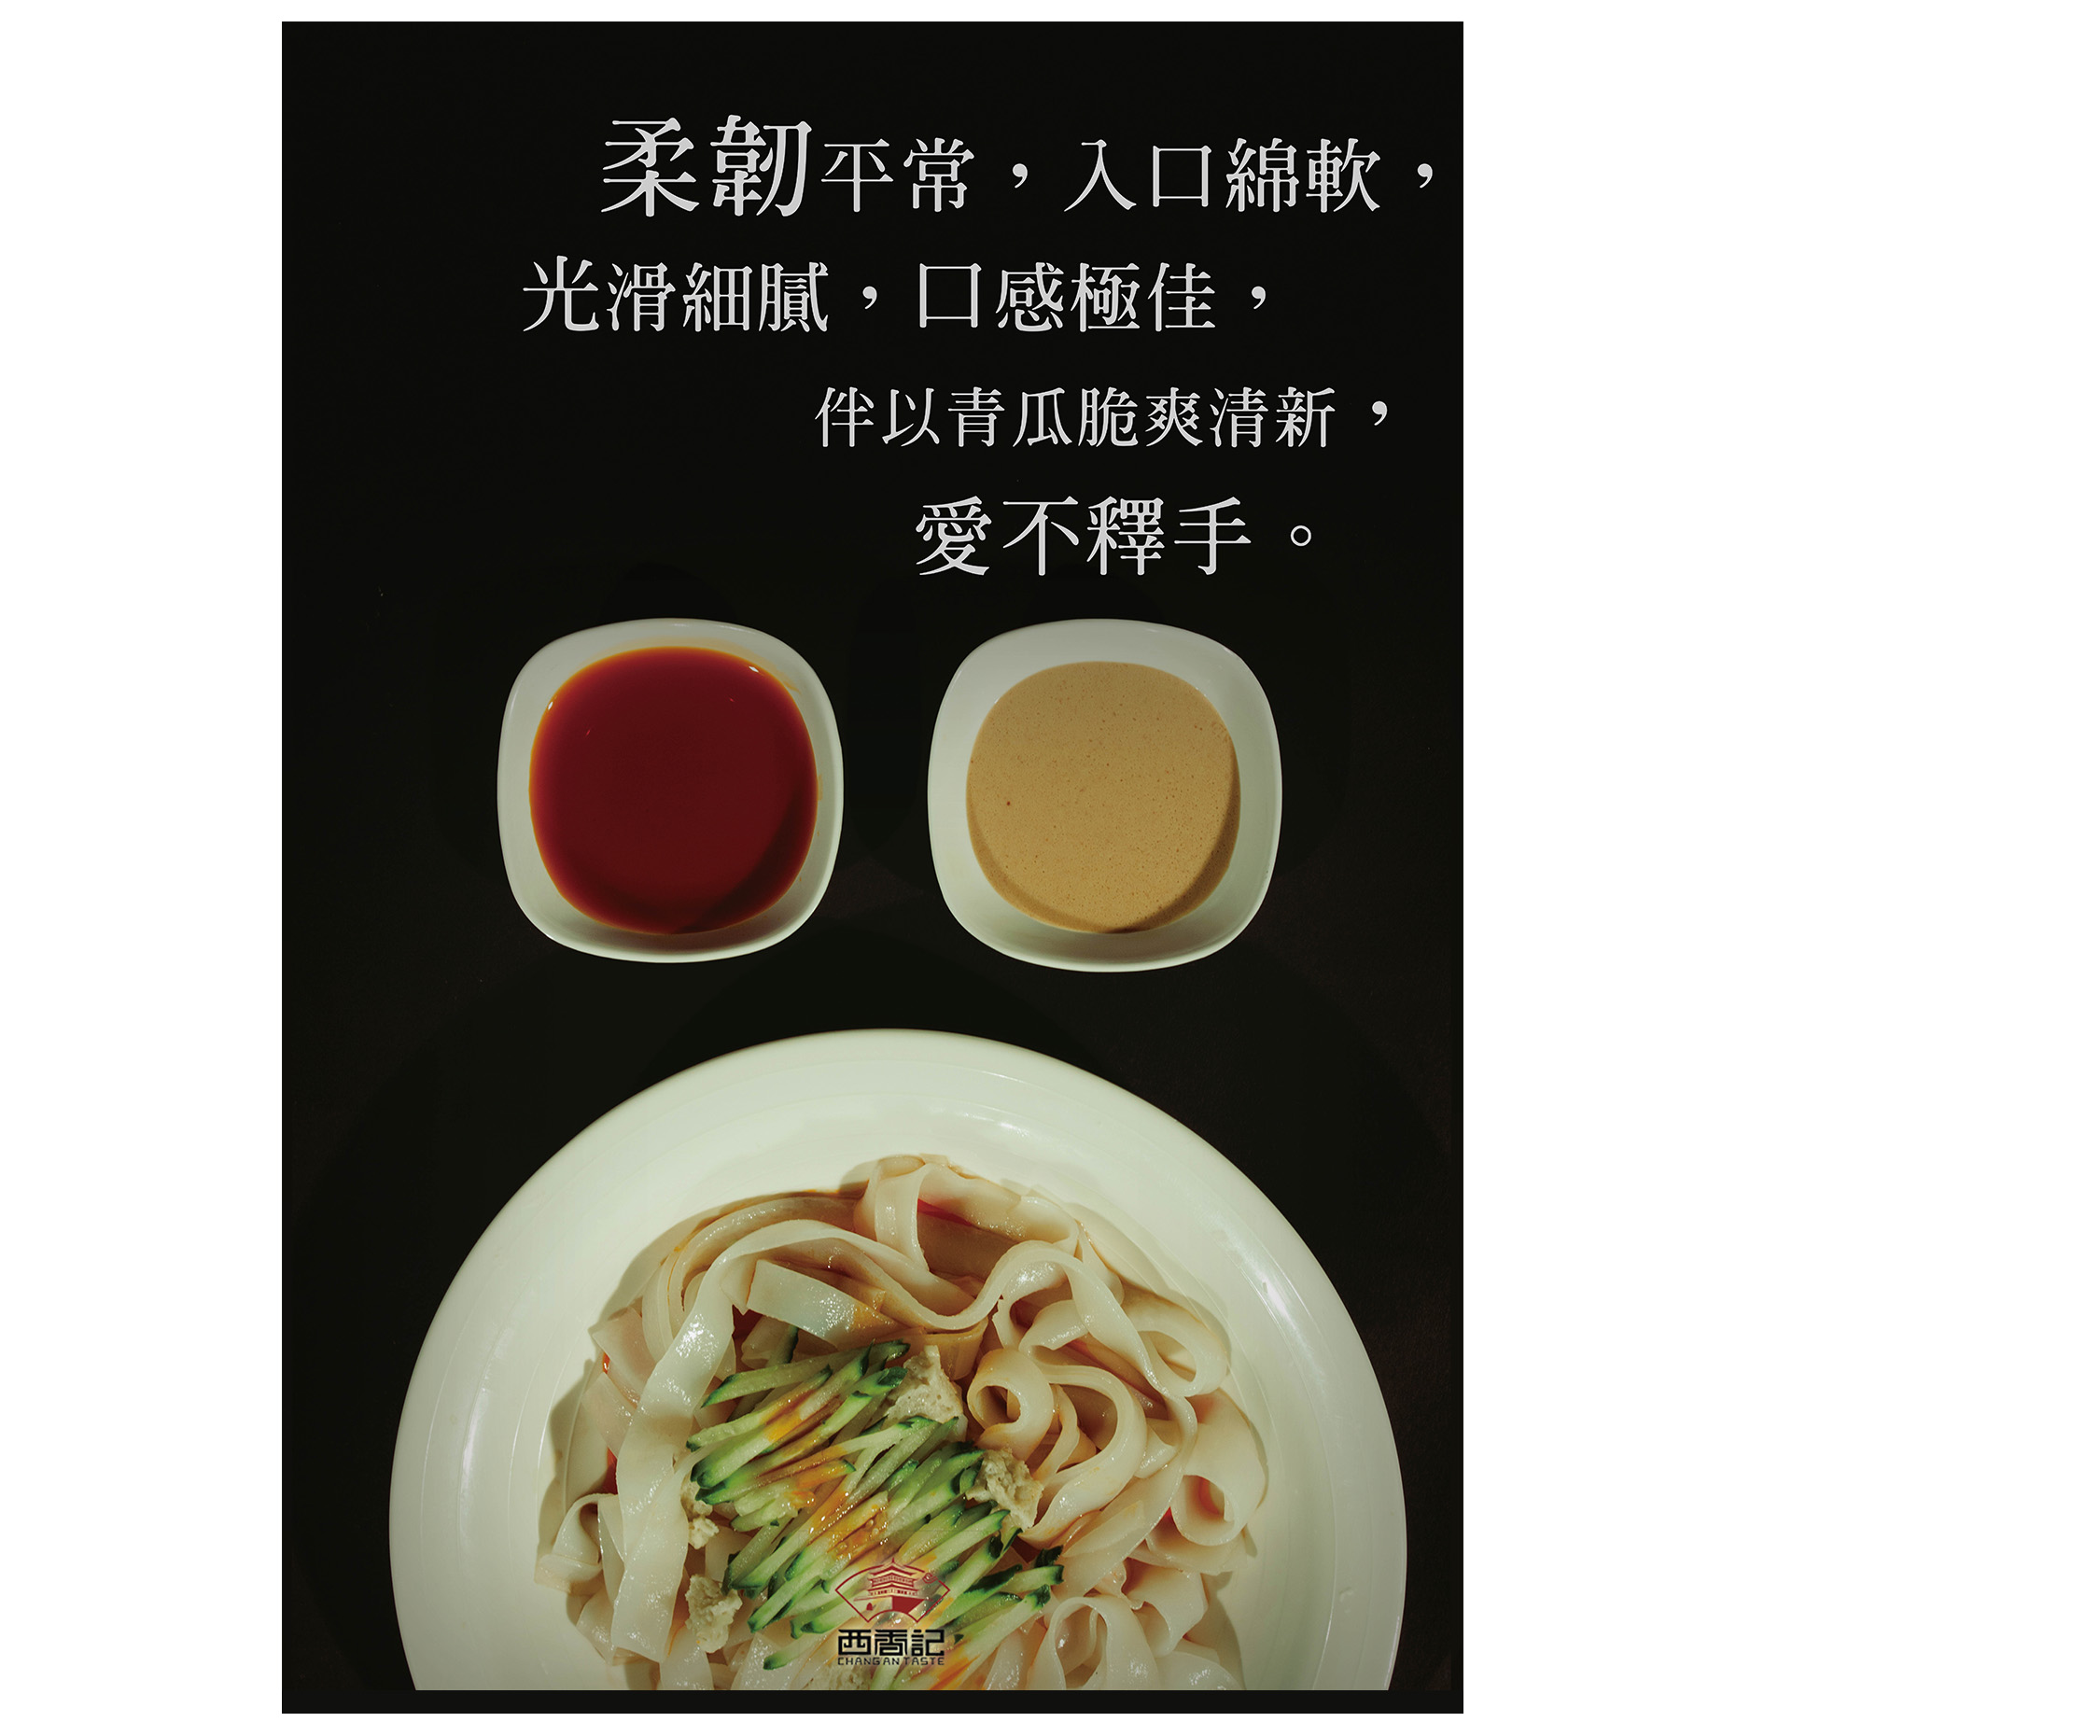 柔韌平常，入口綿軟，
光滑細膩，口感極佳，
伴以青瓜脆爽清新，
愛不釋手。
西香記
CHANG AN TASTE